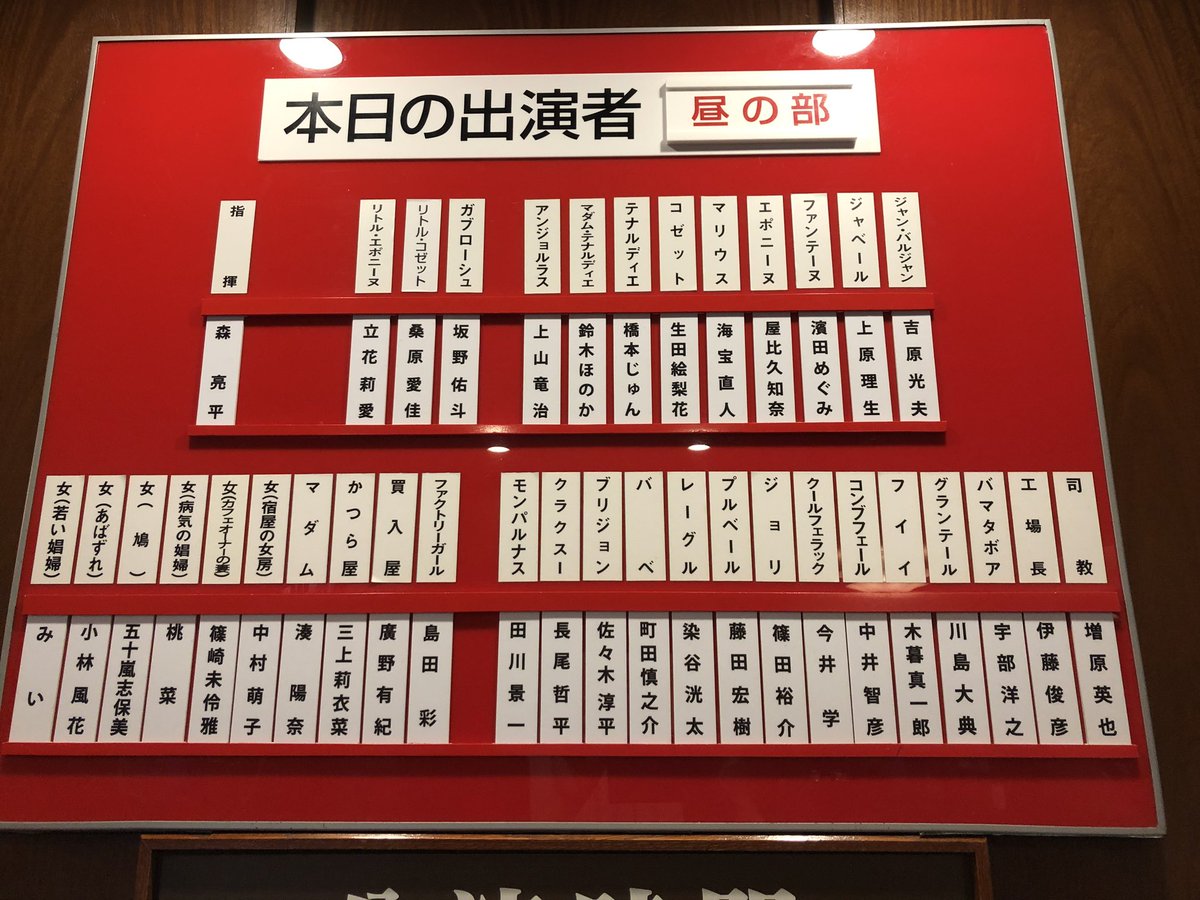 本日の出演者 昼の部
ジャン・バルジャン
吉原光夫
ジャベール
上原理生
ファンテーヌ
濱田めぐみ
エポニーヌ
屋比久知奈
マリウス
海宝直人
コゼット
生田絵梨花
テナルディエ
橋本じゅん
マダム・テナルディエ
鈴木ほのか
アンジョルラス
上山竜治
ガブローシュ
坂野佑斗
リトル・コゼット
桑原愛佳
リトル・エポニーヌ
立花莉愛
指揮
森亮平
司教
増原英也
工場長
伊藤俊彦
バマタボア
宇部洋之
グランテール
川島大典
フイイ
木暮真一郎
コンブフェール
中井智彦
クールフェラック
今井学
ジョリ
篠田裕介
プルベール
藤田宏樹
レーグル
染谷洸太
バベ
町田慎之介
ブリジョン
佐々木淳平
クラクスー
長尾哲平
モンパルナス
田川景一
ファクトリーガール
島田彩
買入屋
廣野有紀
かつら屋
三上莉衣菜
マダム
湊陽奈
女(宿屋の女房)
中村萌子
女(カフェオーナーの妻)
篠崎未伶雅
女(病気の娼婦)
桃菜
女(鳩)
五十嵐志保美
女(あばずれ)
小林風花
女(若い娼婦)
みい